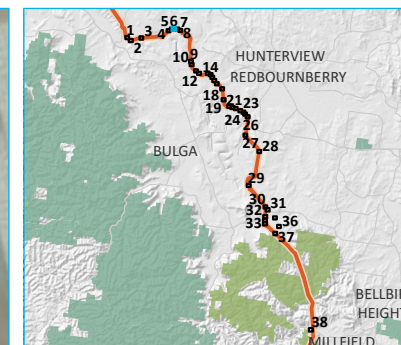 1 2 3 4 5 6 7 8
9
10
12 14
HUNTERVIEW
REDBOURNBERRY
18
19 21 23
24
26
27 28
BULGA
29
30 31
32
33 36
37
BELLBI
HEIGHT
38
MILLFIELD